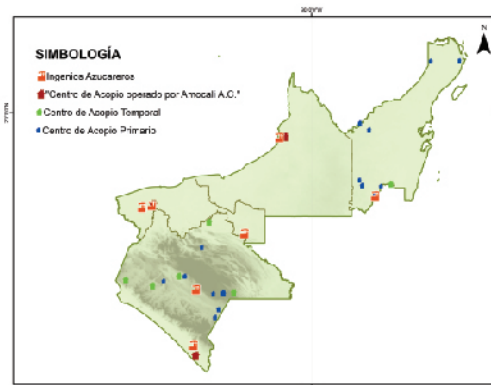 SIMBOLOGÍA
Ingenios Azucareros
"Centro de Acopio operado por Amocali A.C."
Centro de Acopio Temporal
Centro de Acopio Primario
N